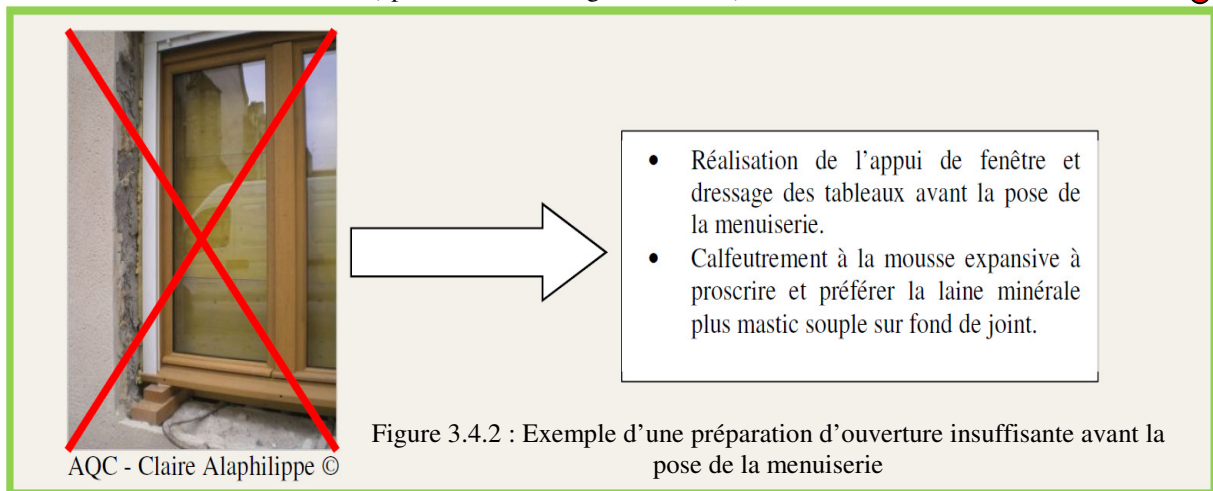 • Réalisation de l’appui de fenêtre et
dressage des tableaux avant la pose de
la menuiserie.
• Calfeutrement à la mousse expansive à
proscrire et préférer la laine minérale
plus mastic souple sur fond de joint.
Figure 3.4.2 : Exemple d’une préparation d’ouverture insuffisante avant la
pose de la menuiserie
AQC - Claire Alaphilippe ©